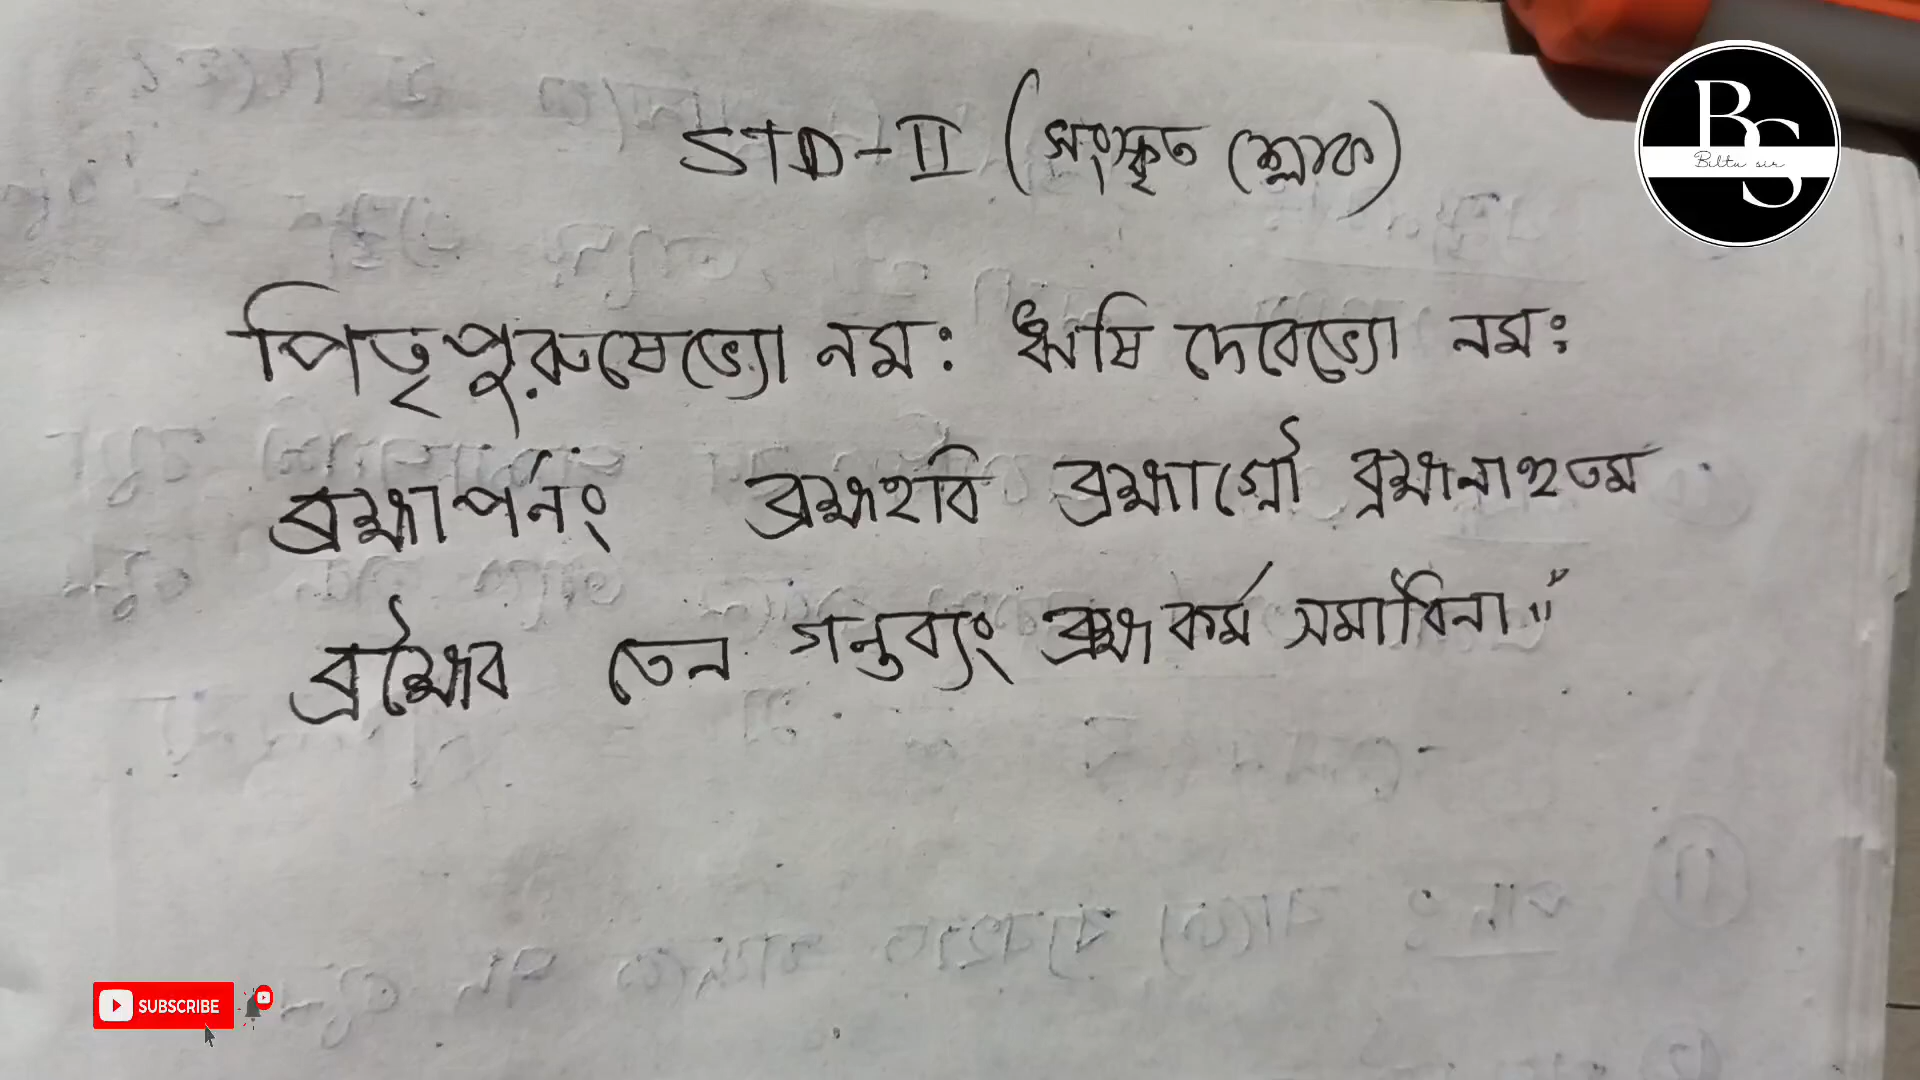 STD-II (সংস্কৃত শ্লোক)
BS
Biltu sir
পিতৃপুরুষেভ্যো নম: ঋষি দেবেভ্যো নম:
ব্রহ্মার্পনং ব্রহ্মহবি ব্রহ্মাগ্নৌ ব্রহ্মনাহুতম
ব্রহ্মৈব তেন গন্তব্যং ব্রহ্ম কর্ম সমাধিনা"
SUBSCRIBE